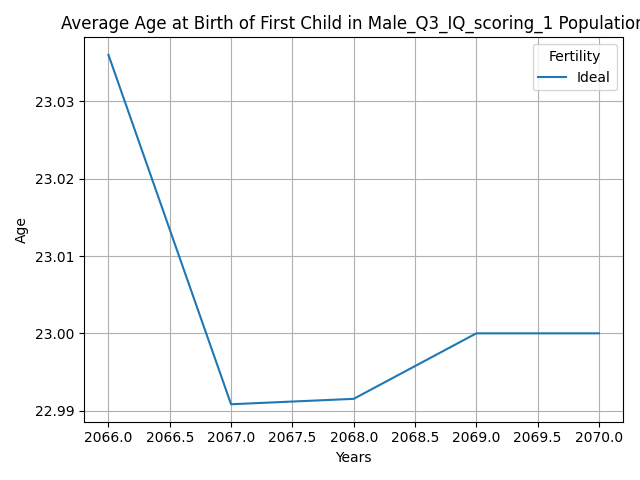 Average Age at Birth of First Child in Male_Q3_IQ_scoring_1 Population
Fertility
Ideal
23.03
23.02
23.01
23.00
22.99
Age
2066.0 2066.5 2067.0 2067.5 2068.0 2068.5 2069.0 2069.5 2070.0
Years